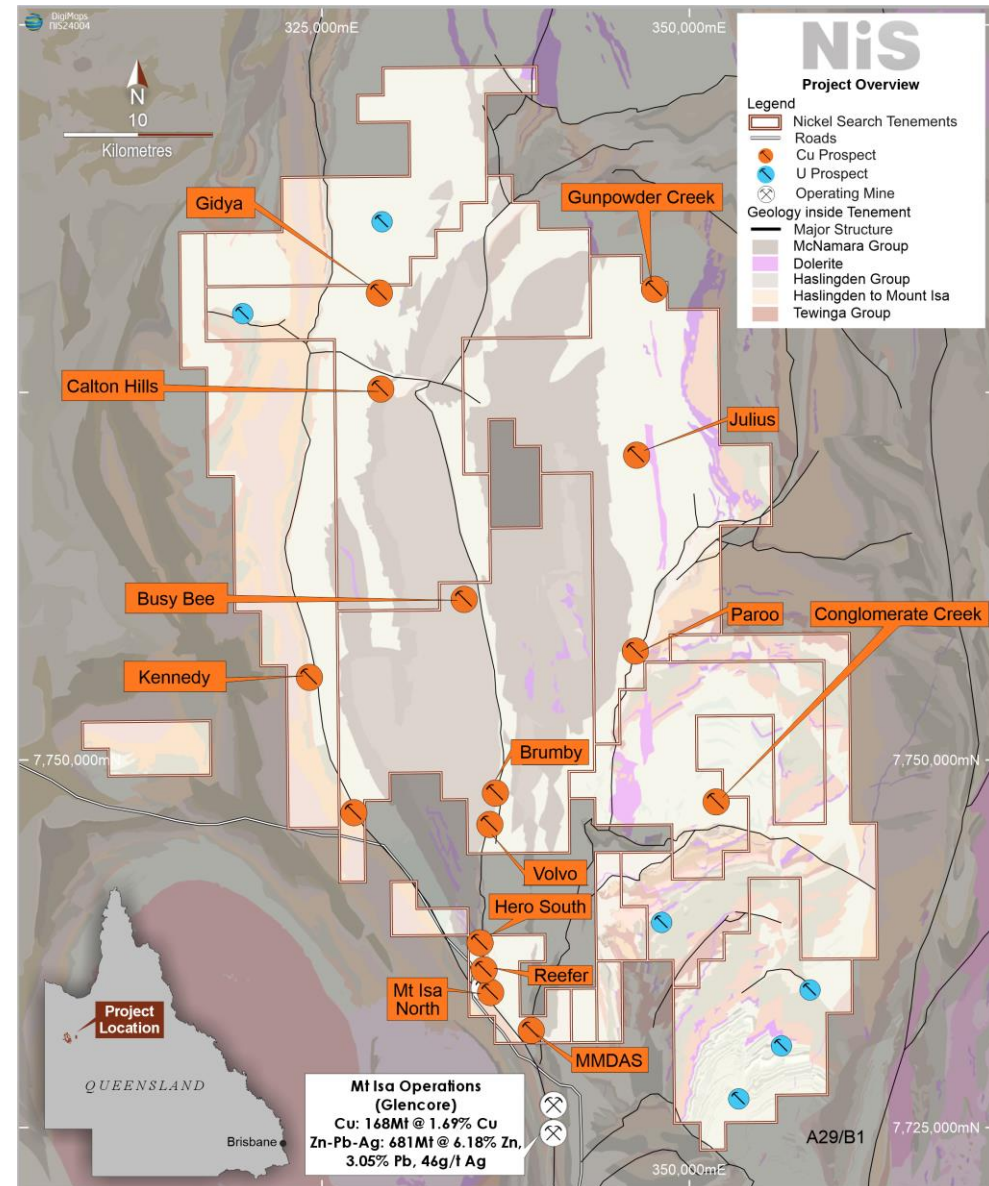 DigiMaps
NiS24004
325,000mE
350,000mE
N
10
Kilometres
NiS
Project Overview
Legend
Nickel Search Tenements
Roads
Cu Prospect
U Prospect
Operating Mine
Geology inside Tenement
Major Structure
McNamara Group
Dolerite
Haslingden Group
Haslingden to Mount Isa
Tewinga Group
Gidya
Gunpowder Creek
Calton Hills
Julius
Busy Bee
Paroo
Conglomerate Creek
Kennedy
7,750,000mN
Brumby
7,750,000mN
Volvo
Hero South
Reefer
Mt Isa
North
MMDAS
Project
Location
QUEENSLAND
Brisbane
Mt Isa Operations
(Glencore)
Cu: 168Mt @ 1.69% Cu
Zn-Pb-Ag: 681Mt @ 6.18% Zn,
3.05% Pb, 46g/t Ag
A29/B1
7,725,000mN
350,000mE